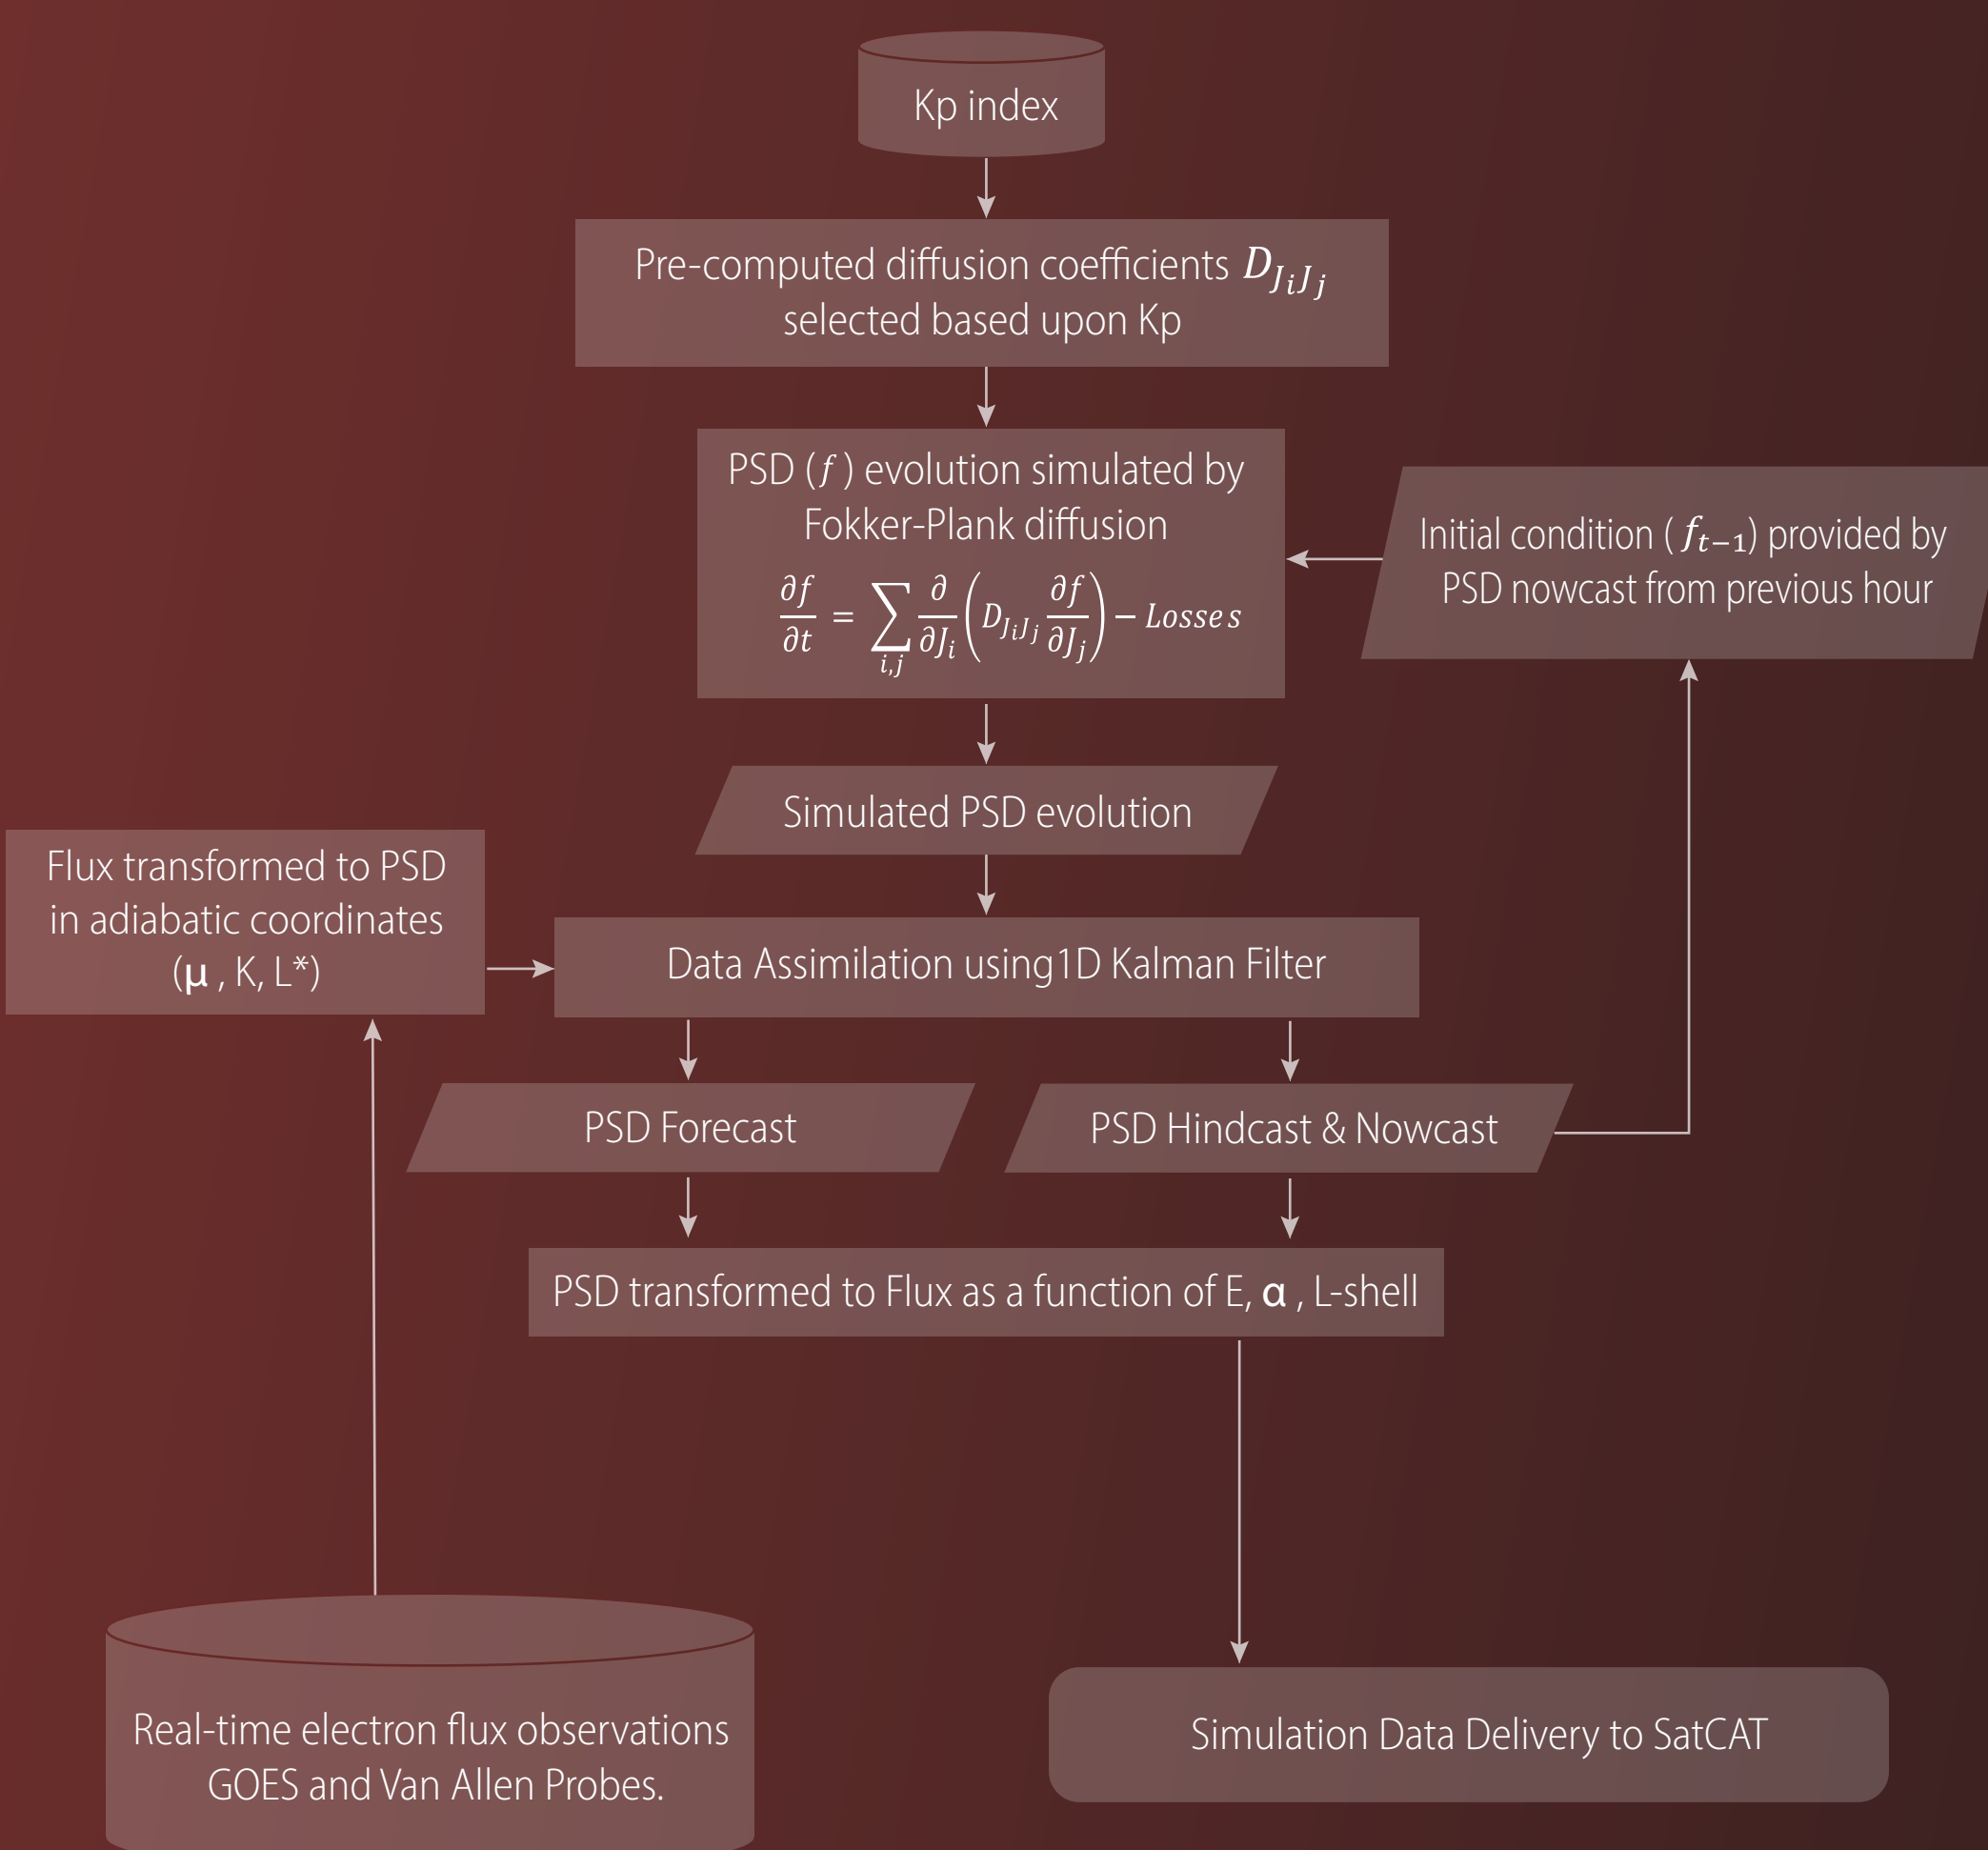 Kp index
Pre-computed diffusion coefficients D_{J_iJ_j}
selected based upon Kp
PSD (f ) evolution simulated by
Fokker-Plank diffusion
∂f/∂t = ∑_{i,j} ∂/∂J_i (D_{J_iJ_j} ∂f/∂J_j) − Losses
Initial condition ( f_{t−1}) provided by
PSD nowcast from previous hour
Simulated PSD evolution
Flux transformed to PSD
in adiabatic coordinates
(μ , K, L*)
Data Assimilation using1D Kalman Filter
PSD Forecast
PSD Hindcast & Nowcast
PSD transformed to Flux as a function of E, α , L-shell
Real-time electron flux observations
GOES and Van Allen Probes.
Simulation Data Delivery to SatCAT